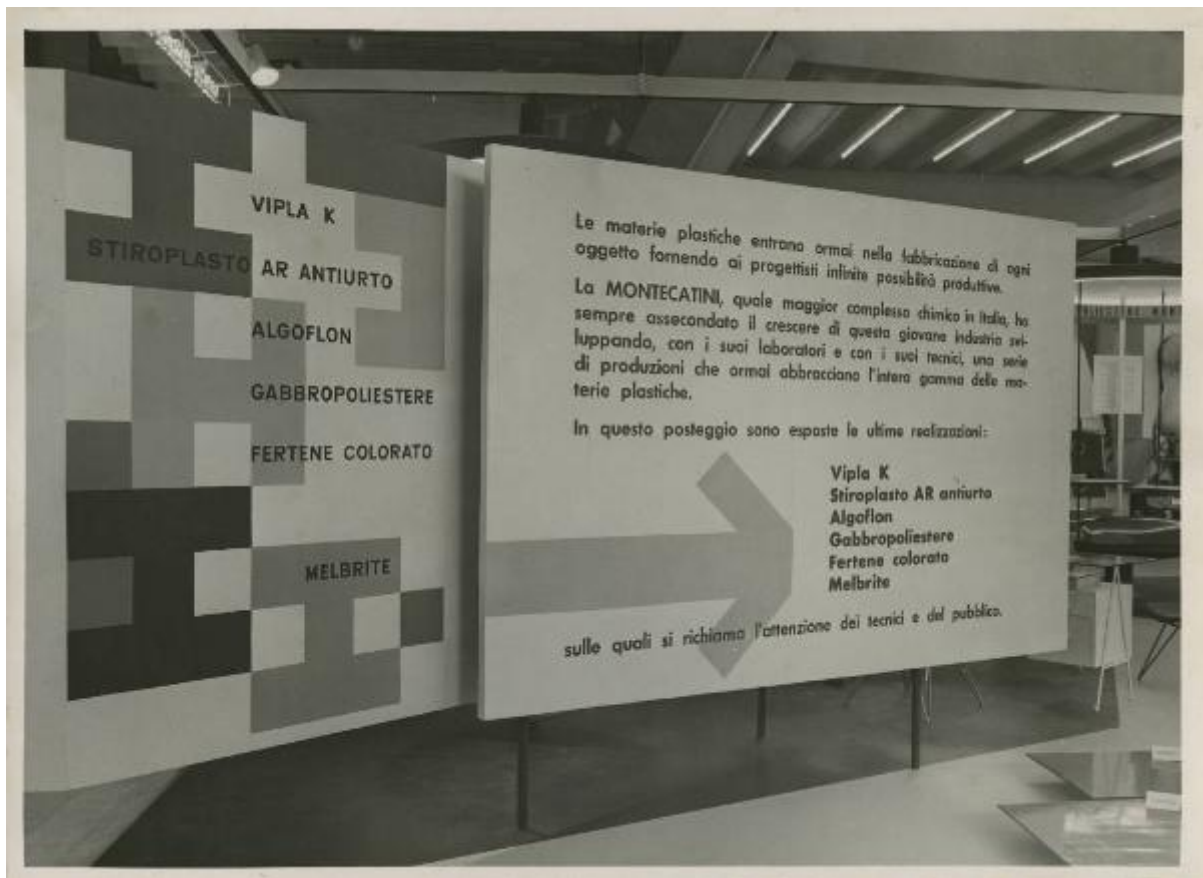 VIPLA K
STIROPLASTO AR ANTIURTO
ALGOFLON
GABBROPOLIESTERE
FERTENE COLORATO
MELBRITE
Le materie plastiche entrano ormai nella fabbricazione di ogni
oggetto fornendo ai progettisti infinite possibilità produttive.
La MONTECATINI, quale maggior complesso chimico in Italia, ha
sempre assecondato il crescere di questa giovane industria svi-
luppando, con i suoi laboratori e con i suoi tecnici, una serie
di produzioni che ormai abbracciano l'intera gamma delle ma-
terie plastiche.
In questo posteggio sono esposte le ultime realizzazioni:
Vipla K
Stiroplasto AR antiurto
Algoflon
Gabbropoliestere
Fertene colorato
Melbrite
sulle quali si richiama l'attenzione dei tecnici e del pubblico.